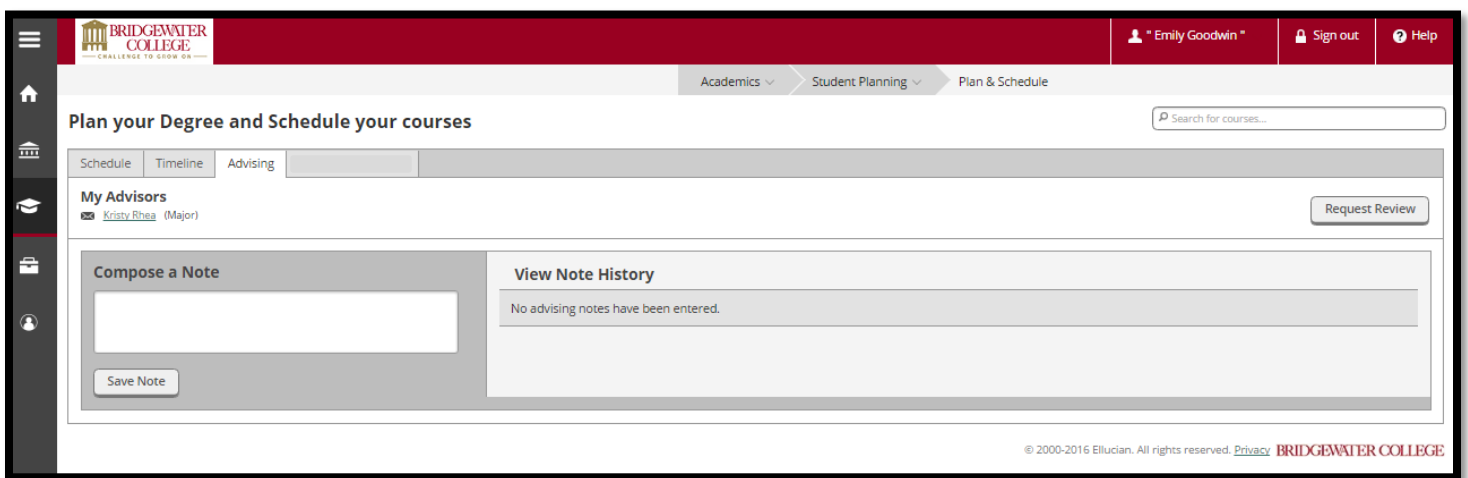 BRIDGEWATER
COLLEGE
CHALLENGE TO GROW ON
" Emily Goodwin "
Sign out
Help
Academics
Student Planning
Plan & Schedule
Plan your Degree and Schedule your courses
Search for courses...
Schedule
Timeline
Advising
My Advisors
Kristy Rhea (Major)
Request Review
Compose a Note
View Note History
No advising notes have been entered.
Save Note
© 2000-2016 Ellucian. All rights reserved. Privacy BRIDGEWATER COLLEGE